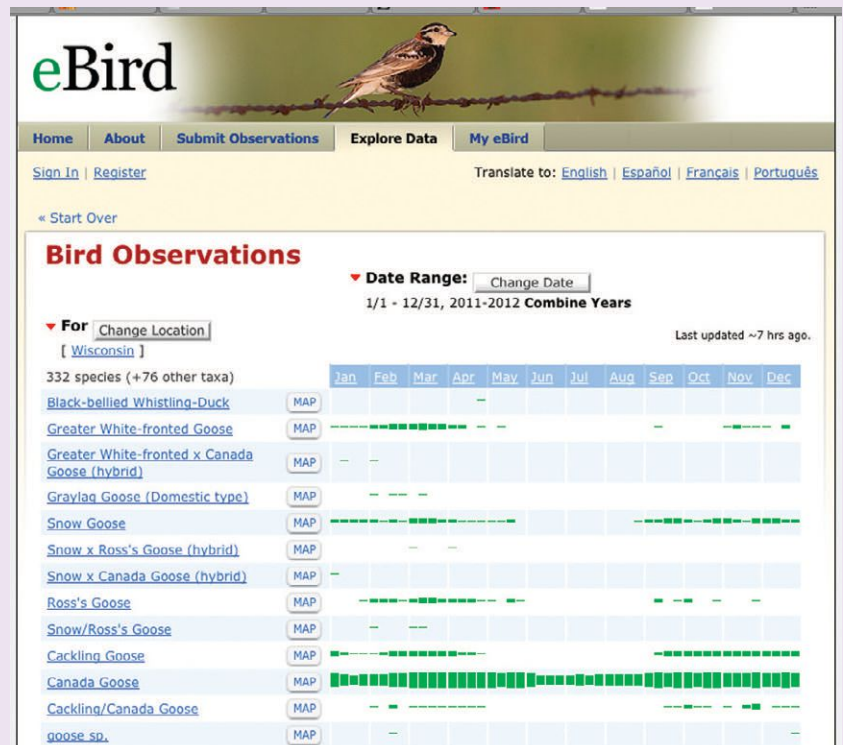 eBird
Home About Submit Observations Explore Data My eBird
Sign In | Register Translate to: English | Español | Français | Português
« Start Over
Bird Observations
Date Range: Change Date
1/1 - 12/31, 2011-2012 Combine Years
For Change Location
Last updated ~7 hrs ago.
[ Wisconsin ]
332 species (+76 other taxa) Jan Feb Mar Apr May Jun Jul Aug Sep Oct Nov Dec
Black-bellied Whistling-Duck MAP
Greater White-fronted Goose MAP
Greater White-fronted x Canada
Goose (hybrid) MAP
Graylag Goose (Domestic type) MAP
Snow Goose MAP
Snow x Ross's Goose (hybrid) MAP
Snow x Canada Goose (hybrid) MAP
Ross's Goose MAP
Snow/Ross's Goose MAP
Cackling Goose MAP
Canada Goose MAP
Cackling/Canada Goose MAP
goose sp. MAP